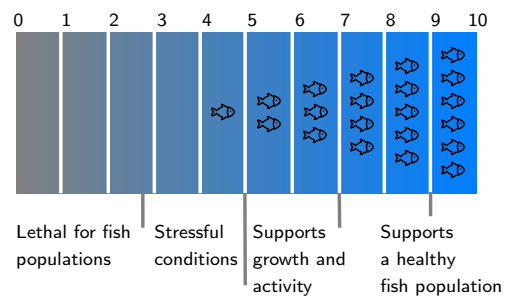 0 1 2 3 4 5 6 7 8 9 10
Lethal for fish
populations
Stressful
conditions
Supports
growth and
activity
Supports
a healthy
fish population